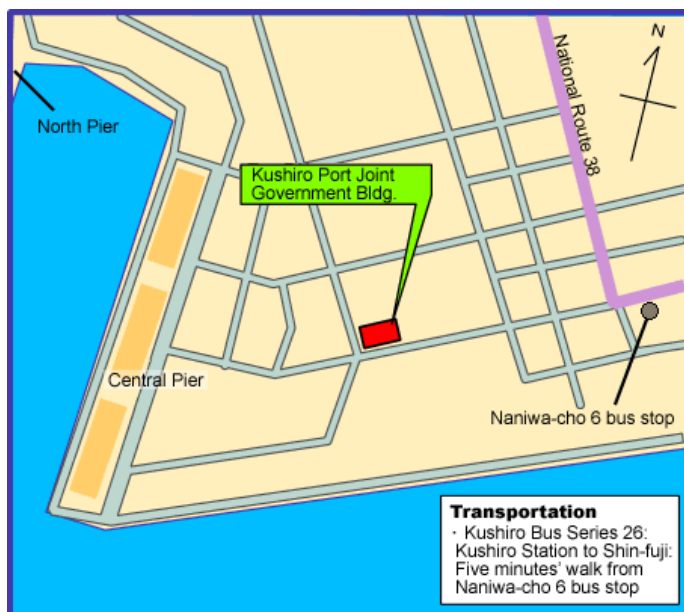 N
National Route 38
North Pier
Kushiro Port Joint
Government Bldg.
Central Pier
Naniwa-cho 6 bus stop
Transportation
· Kushiro Bus Series 26:
Kushiro Station to Shin-fuji:
Five minutes' walk from
Naniwa-cho 6 bus stop